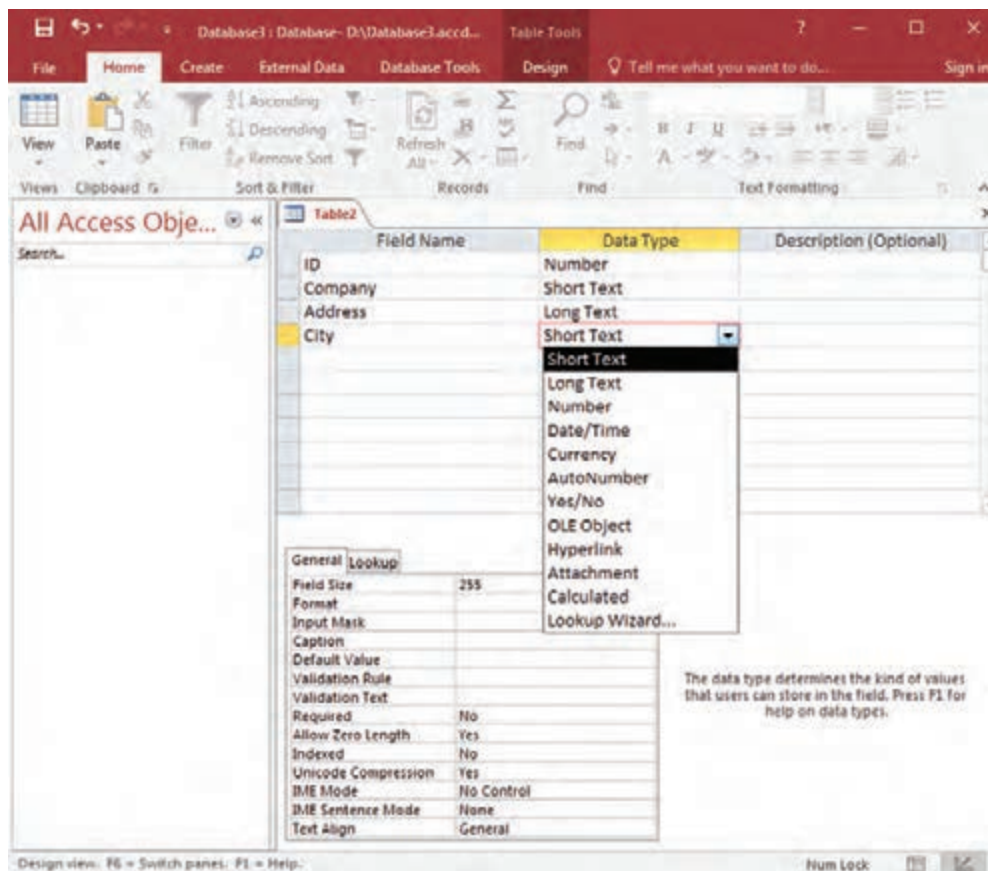 Database3 : Database- D:\Database3.accd... Table Tools ? 
File Home Create External Data Database Tools Design Tell me what you want to do... Sign in
View Paste Filter Ascending Descending Remove Sort Refresh All Find B I U A
Views Clipboard Sort & Filter Records Find Text Formatting
All Access Obje...
Search...
Table2
Field Name Data Type Description (Optional)
ID Number
Company Short Text
Address Long Text
City Short Text
Short Text
Long Text
Number
Date/Time
Currency
AutoNumber
Yes/No
OLE Object
Hyperlink
Attachment
Calculated
Lookup Wizard...
General Lookup
Field Size 255
Format
Input Mask
Caption
Default Value
Validation Rule
Validation Text
Required No
Allow Zero Length Yes
Indexed No
Unicode Compression Yes
IME Mode No Control
IME Sentence Mode None
Text Align General
The data type determines the kind of values
that users can store in the field. Press F1 for
help on data types.
Design view. F6 = Switch panes. F1 = Help. Num Lock